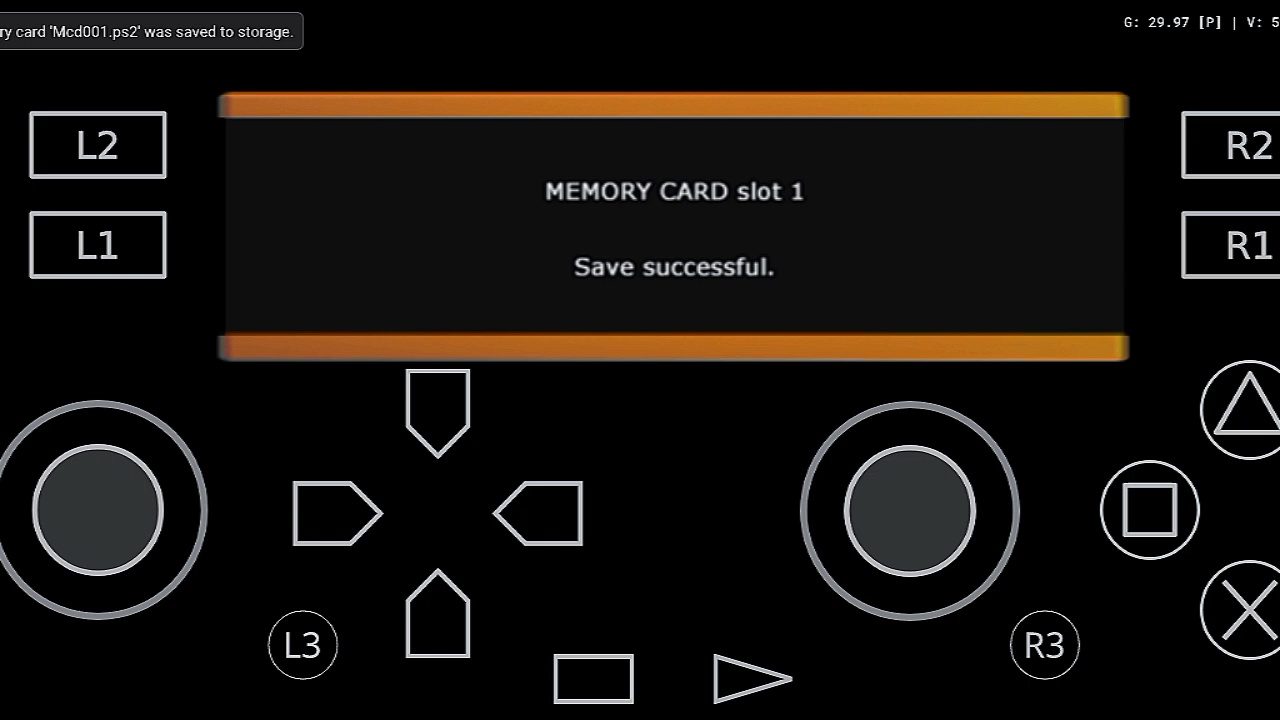 ry card 'Mcd001.ps2' was saved to storage.
G: 29.97 [P] | V: 5
L2
R2
MEMORY CARD slot 1
L1
R1
Save successful.
L3
R3